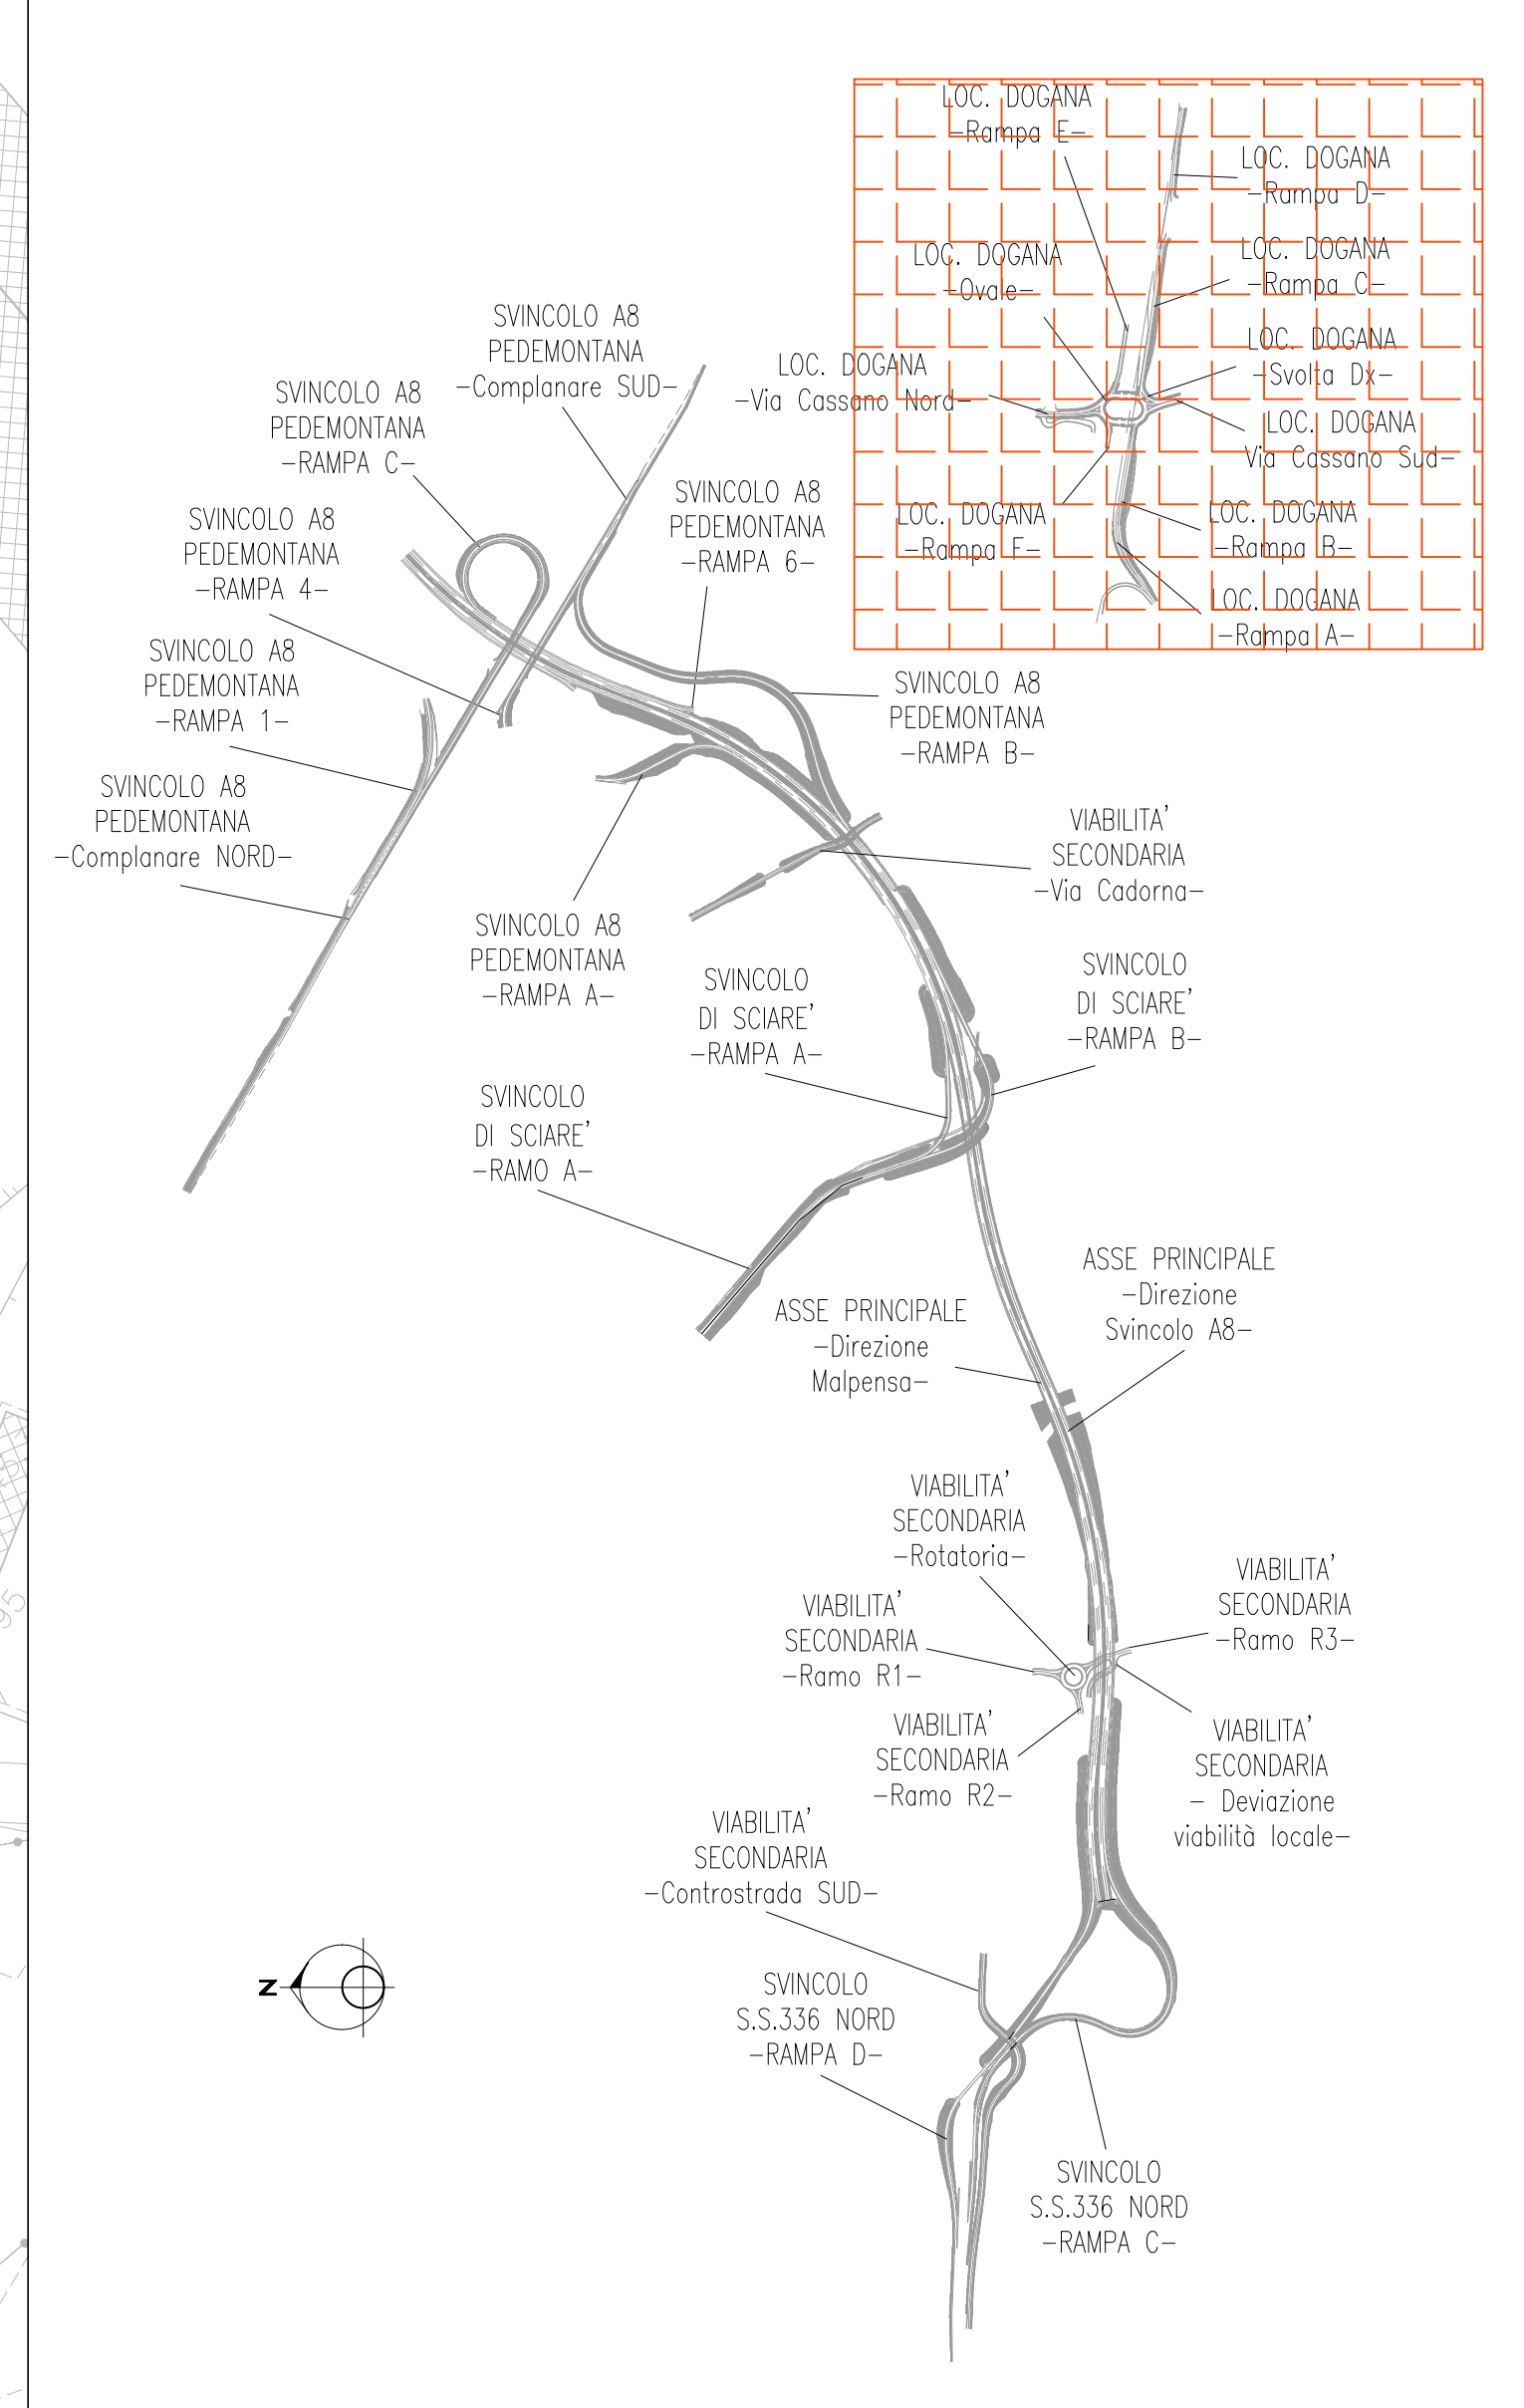 LOC. DOGANA
-Rampa E-
LOC. DOGANA
-Rampa D-
LOC. DOGANA
-Ovale-
LOC. DOGANA
-Rampa C-
LOC. DOGANA
-Svolta Dx-
LOC. DOGANA
-Via Cassano Nord-
LOC. DOGANA
Via Cassano Sud-
LOC. DOGANA
-Rampa F-
LOC. DOGANA
-Rampa B-
LOC. DOGANA
-Rampa A-
SVINCOLO A8
PEDEMONTANA
-Complanare SUD-
SVINCOLO A8
PEDEMONTANA
-RAMPA C-
SVINCOLO A8
PEDEMONTANA
-RAMPA 6-
SVINCOLO A8
PEDEMONTANA
-RAMPA 4-
SVINCOLO A8
PEDEMONTANA
-RAMPA 1-
SVINCOLO A8
PEDEMONTANA
-RAMPA B-
SVINCOLO A8
PEDEMONTANA
-Complanare NORD-
VIABILITA'
SECONDARIA
-Via Cadorna-
SVINCOLO A8
PEDEMONTANA
-RAMPA A-
SVINCOLO
DI SCIARE'
-RAMPA A-
SVINCOLO
DI SCIARE'
-RAMPA B-
SVINCOLO
DI SCIARE'
-RAMO A-
ASSE PRINCIPALE
-Direzione
Svincolo A8-
ASSE PRINCIPALE
-Direzione
Malpensa-
VIABILITA'
SECONDARIA
-Rotatoria-
VIABILITA'
SECONDARIA
-Ramo R3-
VIABILITA'
SECONDARIA
-Ramo R1-
VIABILITA'
SECONDARIA
-Ramo R2-
VIABILITA'
SECONDARIA
- Deviazione
viabilità locale-
VIABILITA'
SECONDARIA
-Controstrada SUD-
N
SVINCOLO
S.S.336 NORD
-RAMPA D-
SVINCOLO
S.S.336 NORD
-RAMPA C-
95